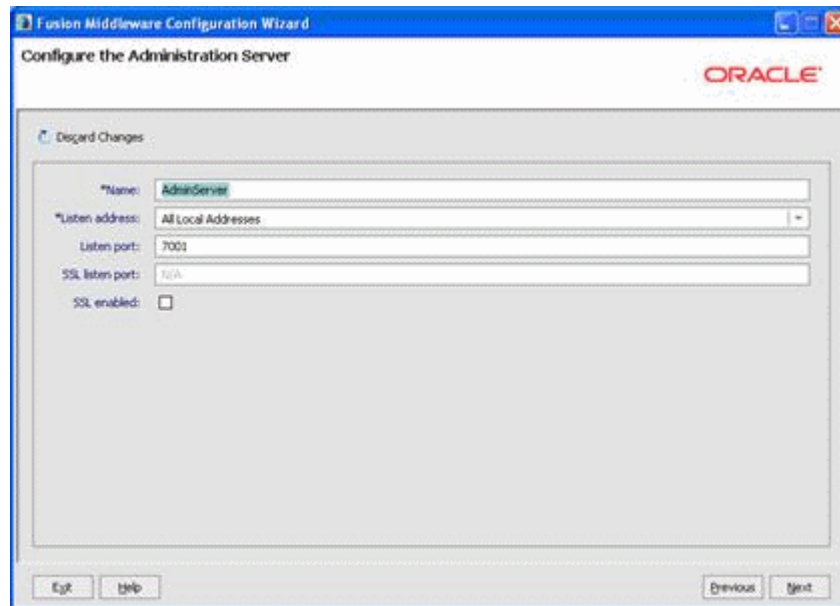 Fusion Middleware Configuration Wizard
Configure the Administration Server
ORACLE
Discard Changes
*Name: AdminServer
*Listen address: All Local Addresses
Listen port: 7001
SSL listen port: N/A
SSL enabled:
Exit Help Previous Next